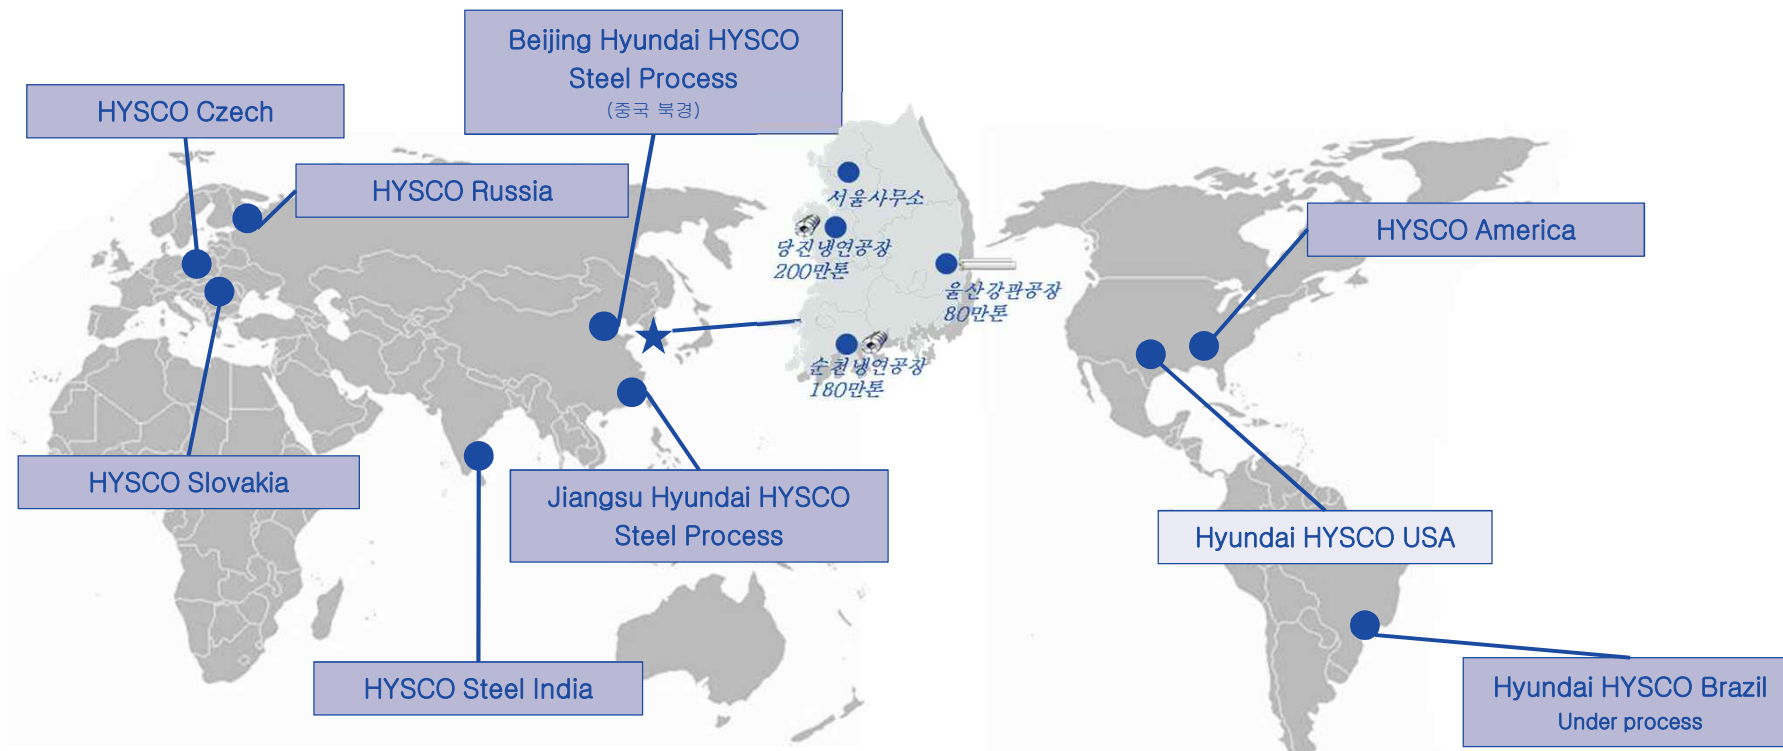 Beijing Hyundai HYSCO
Steel Process
(중국 북경)
HYSCO Czech
HYSCO Russia
서울사무소
당진냉연공장
200만톤
울산강관공장
80만톤
순천냉연공장
180만톤
HYSCO America
HYSCO Slovakia
Jiangsu Hyundai HYSCO
Steel Process
Hyundai HYSCO USA
HYSCO Steel India
Hyundai HYSCO Brazil
Under process